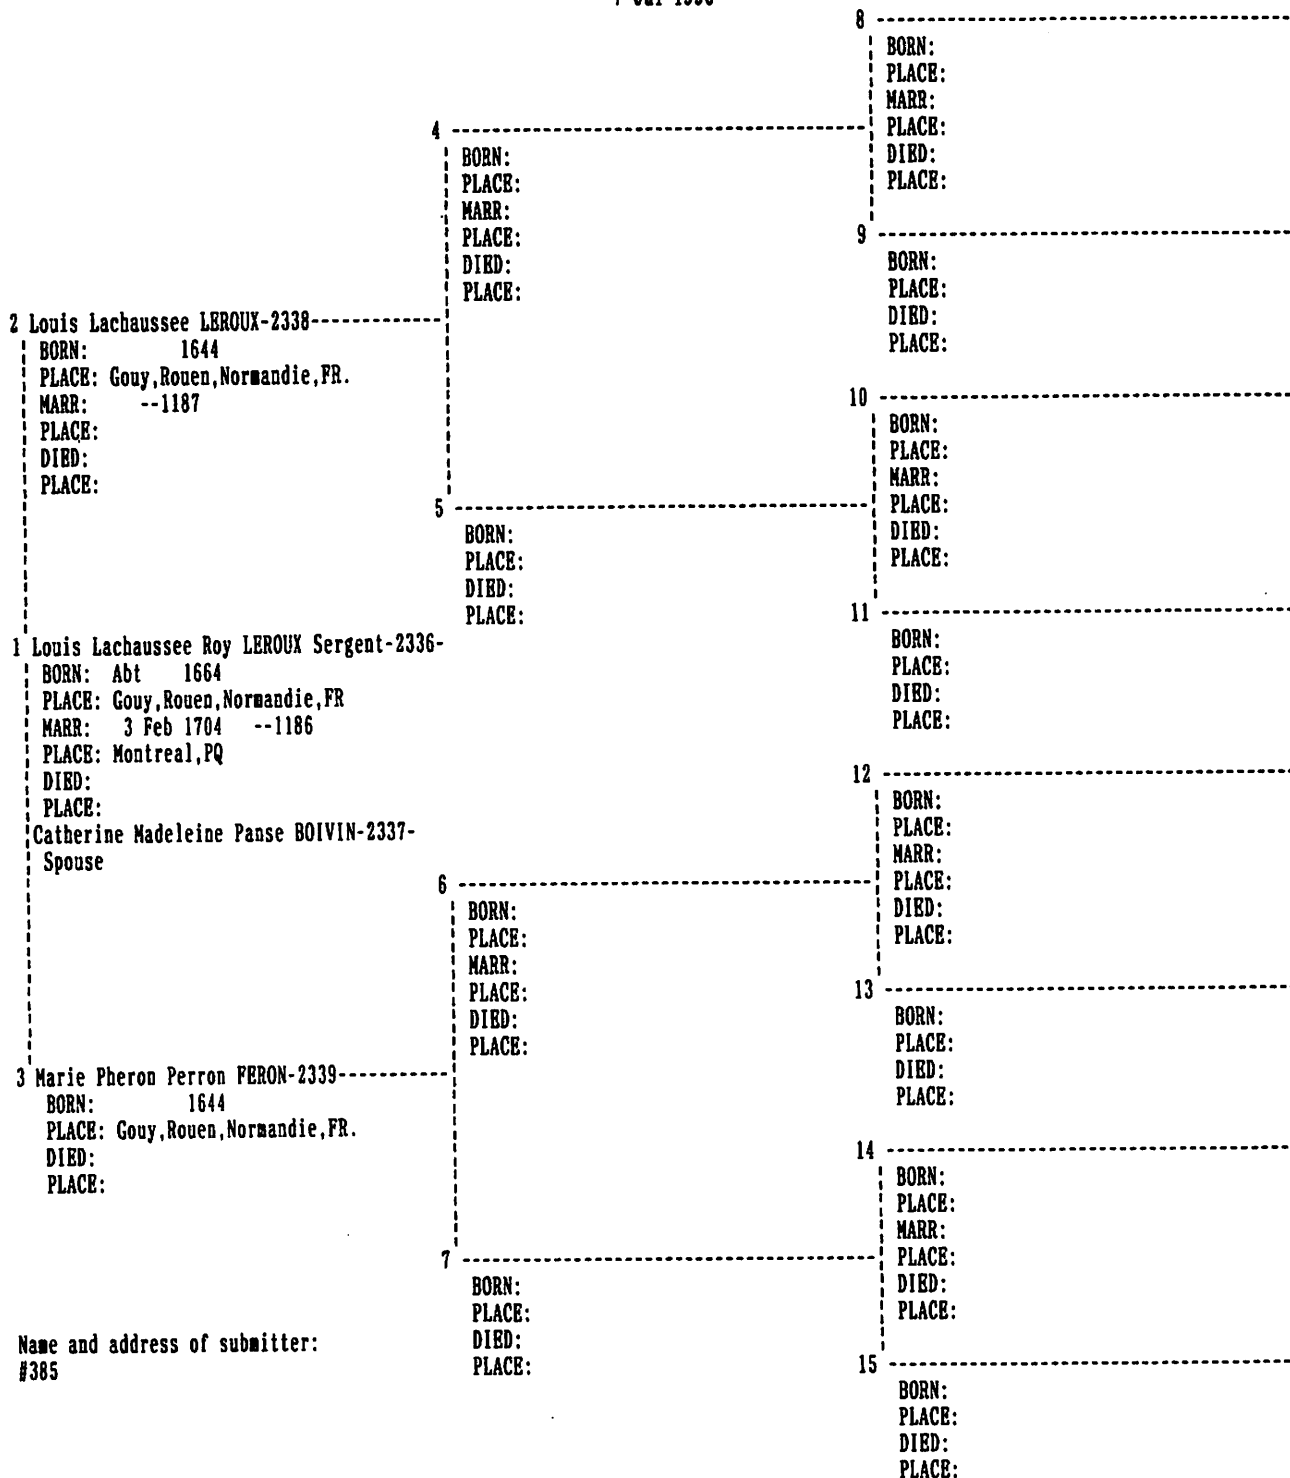 8
BORN:
PLACE:
MARR:
PLACE:
DIED:
PLACE:
4
BORN:
PLACE:
MARR:
PLACE:
DIED:
PLACE:
9
BORN:
PLACE:
DIED:
PLACE:
2 Louis Lachaussee LEROUX-2338
BORN: 1644
PLACE: Gouy,Rouen,Normandie,FR.
MARR: --1187
PLACE:
DIED:
PLACE:
10
BORN:
PLACE:
MARR:
PLACE:
DIED:
PLACE:
5
BORN:
PLACE:
DIED:
PLACE:
11
BORN:
PLACE:
DIED:
PLACE:
1 Louis Lachaussee Roy LEROUX Sergent-2336-
BORN: Abt 1664
PLACE: Gouy,Rouen,Normandie,FR
MARR: 3 Feb 1704 --1186
PLACE: Montreal,PQ
DIED:
PLACE:
Catherine Madeleine Panse BOIVIN-2337-
Spouse
12
BORN:
PLACE:
MARR:
PLACE:
DIED:
PLACE:
6
BORN:
PLACE:
MARR:
PLACE:
DIED:
PLACE:
13
BORN:
PLACE:
DIED:
PLACE:
3 Marie Pheron Perron FERON-2339
BORN: 1644
PLACE: Gouy,Rouen,Normandie,FR.
DIED:
PLACE:
14
BORN:
PLACE:
MARR:
PLACE:
DIED:
PLACE:
7
BORN:
PLACE:
DIED:
PLACE:
15
BORN:
PLACE:
DIED:
PLACE:
Name and address of submitter:
#385